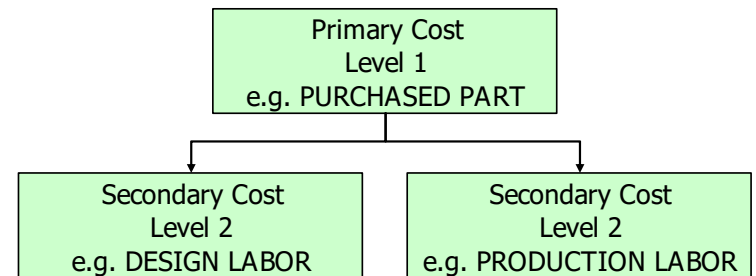 Primary Cost
Level 1
e.g. PURCHASED PART
Secondary Cost
Level 2
e.g. DESIGN LABOR
Secondary Cost
Level 2
e.g. PRODUCTION LABOR